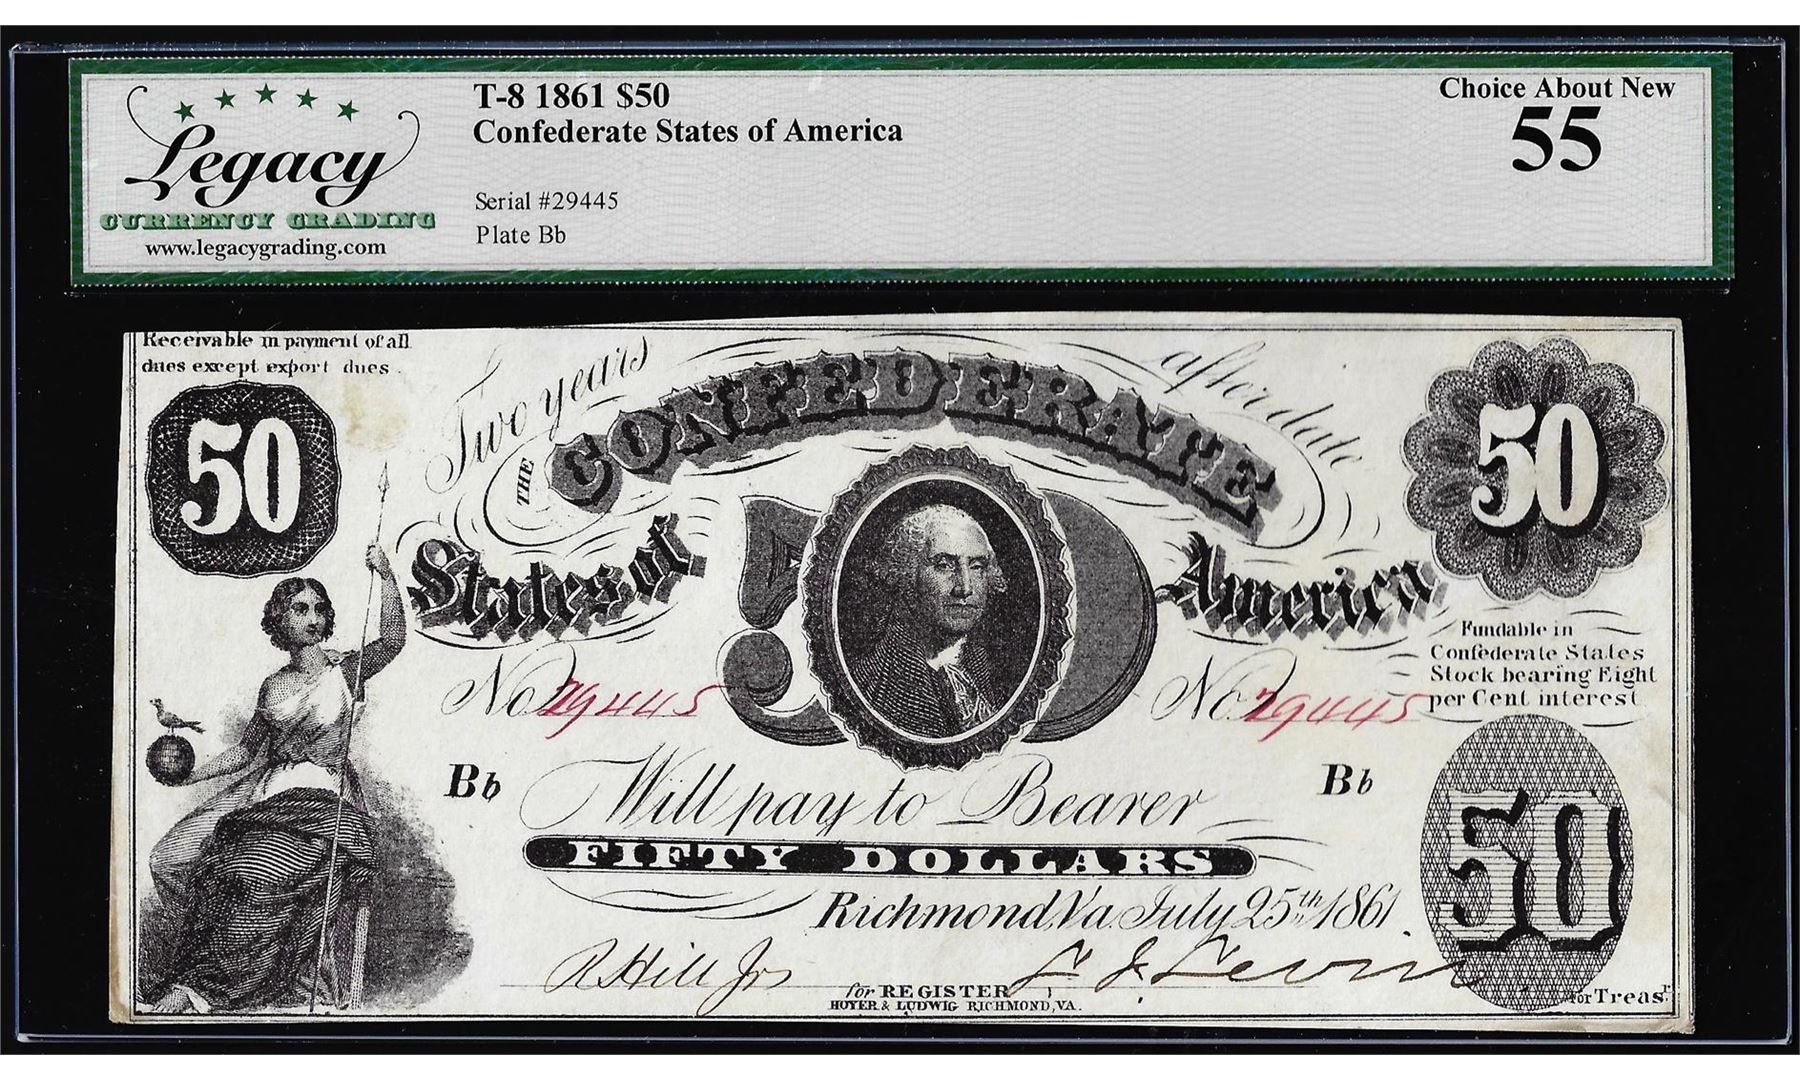 Legacy
CURRENCY GRADING
www.legacygrading.com
T-8 1861 $50
Confederate States of America
Serial #29445
Plate Bb
Choice About New
55
Receivable in payment of all
dues except export dues.
Two years after date
THE CONFEDERATE
States of America
50
50
50
No 29445
No 29445
Fundable in
Confederate States
Stock bearing Eight
per Cent interest
Bb
Bb
Will pay to Bearer
FIFTY DOLLARS
50
Richmond, Va. July 25th 1861.
R Hill Jr
for REGISTER
for Treasr.
HOYER & LUDWIG RICHMOND, VA.